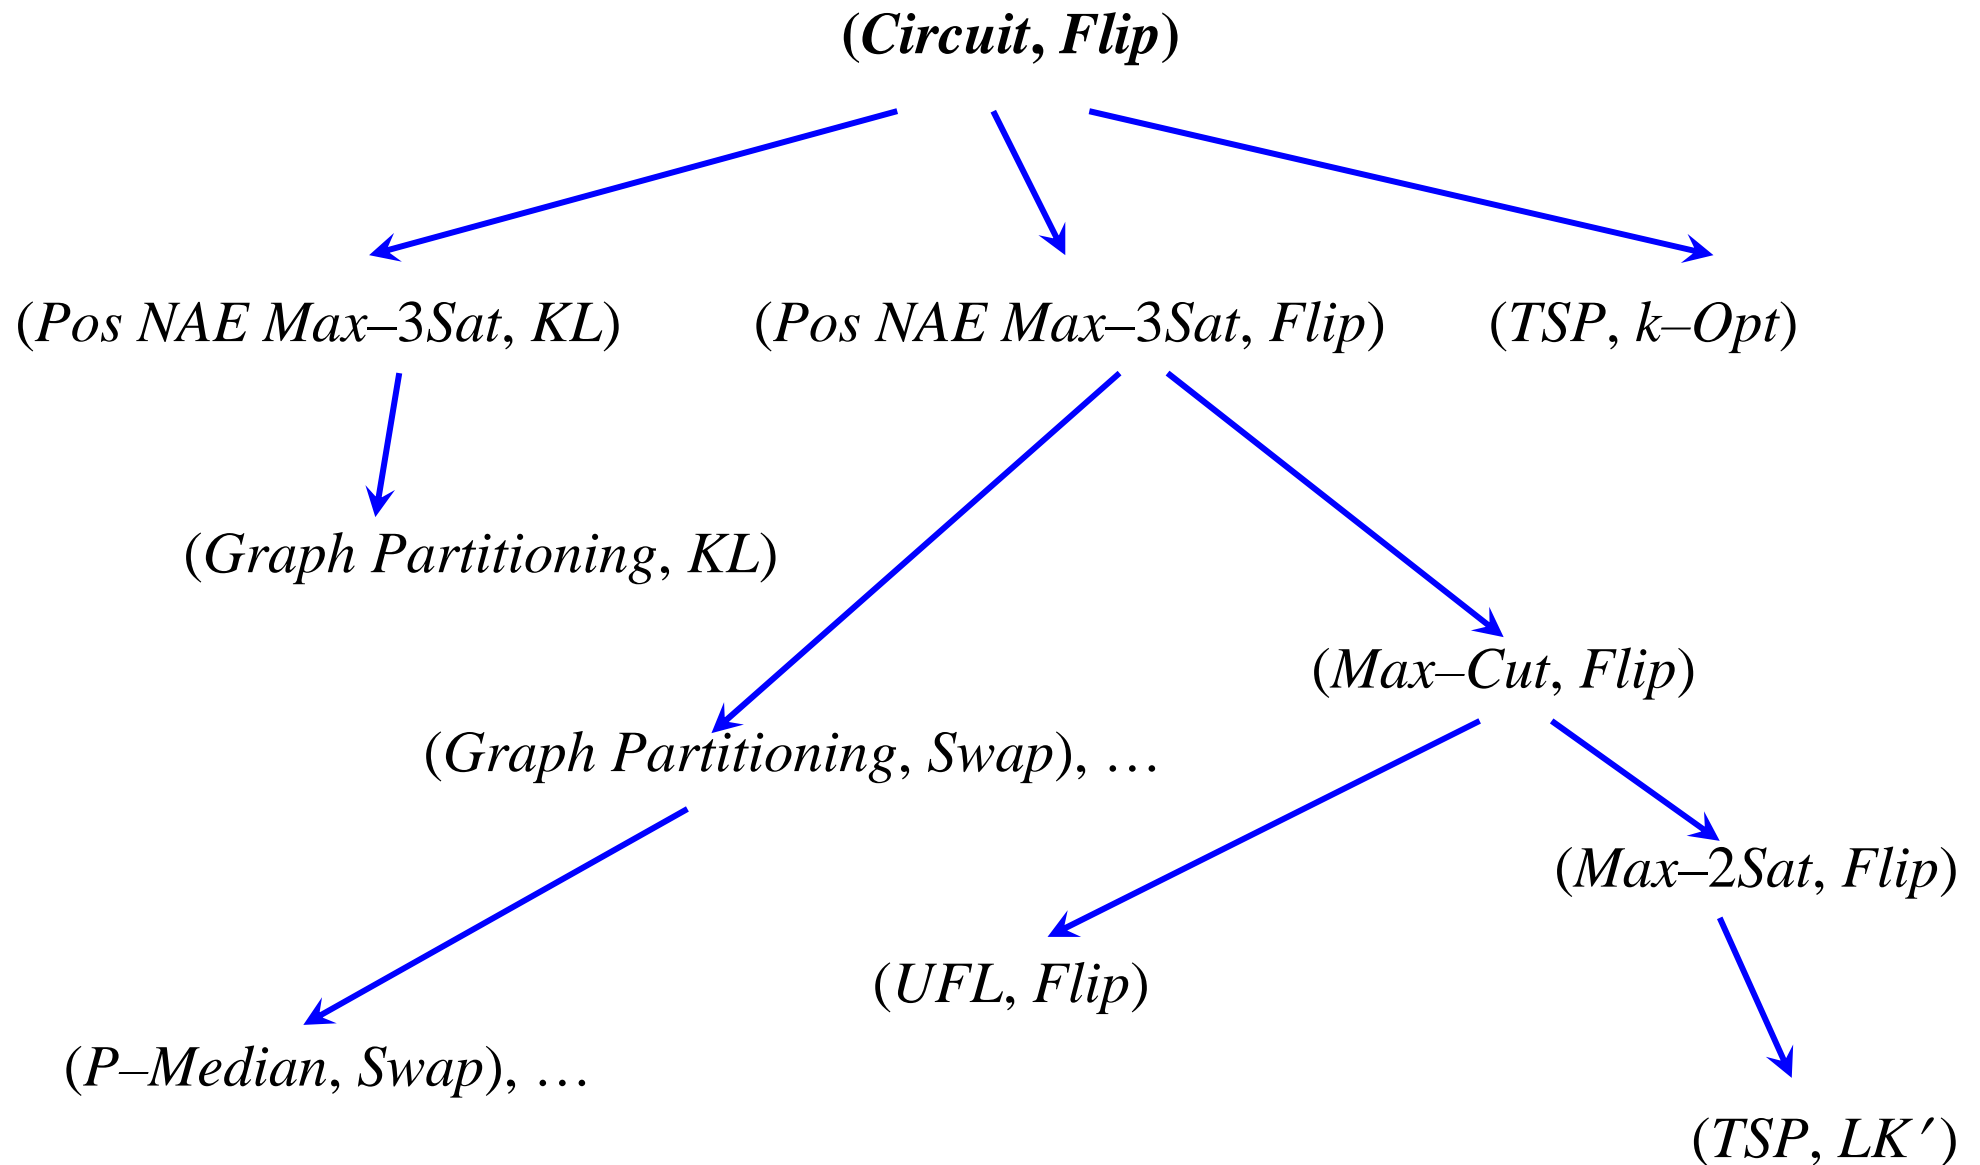 (Circuit, Flip)
(Pos NAE Max–3Sat, KL) (Pos NAE Max–3Sat, Flip) (TSP, k–Opt)
(Graph Partitioning, KL)
(Max–Cut, Flip)
(Graph Partitioning, Swap), …
(Max–2Sat, Flip)
(UFL, Flip)
(P–Median, Swap), …
(TSP, LK′)